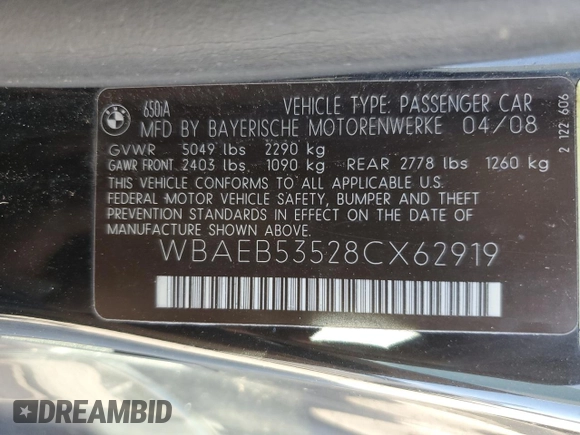 650iA VEHICLE TYPE: PASSENGER CAR
MFD BY BAYERISCHE MOTORENWERKE 04/08
GVWR 5049 lbs 2290 kg
GAWR FRONT 2403 lbs 1090 kg REAR 2778 lbs 1260 kg
THIS VEHICLE CONFORMS TO ALL APPLICABLE U.S.
FEDERAL MOTOR VEHICLE SAFETY, BUMPER AND THEFT
PREVENTION STANDARDS IN EFFECT ON THE DATE OF
MANUFACTURE SHOWN ABOVE.
WBAEB53528CX62919
2 122 606
DREAMBID